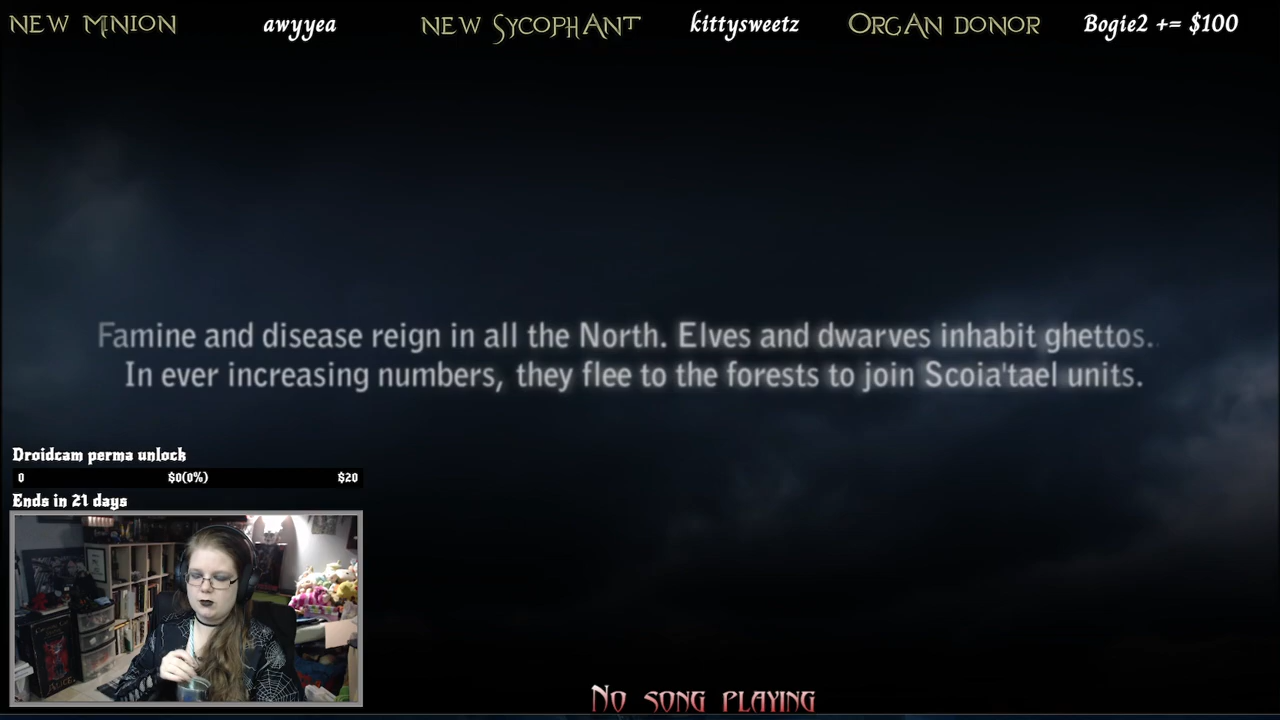 NEW MINION awyyea NEW SYCOPHANT kittysweetz ORGAN DONOR Bogie2 += $100
Famine and disease reign in all the North. Elves and dwarves inhabit ghettos.
In ever increasing numbers, they flee to the forests to join Scoia'tael units.
Droidcam perma unlock
0 $0(0%) $20
Ends in 21 days
NO SONG PLAYING